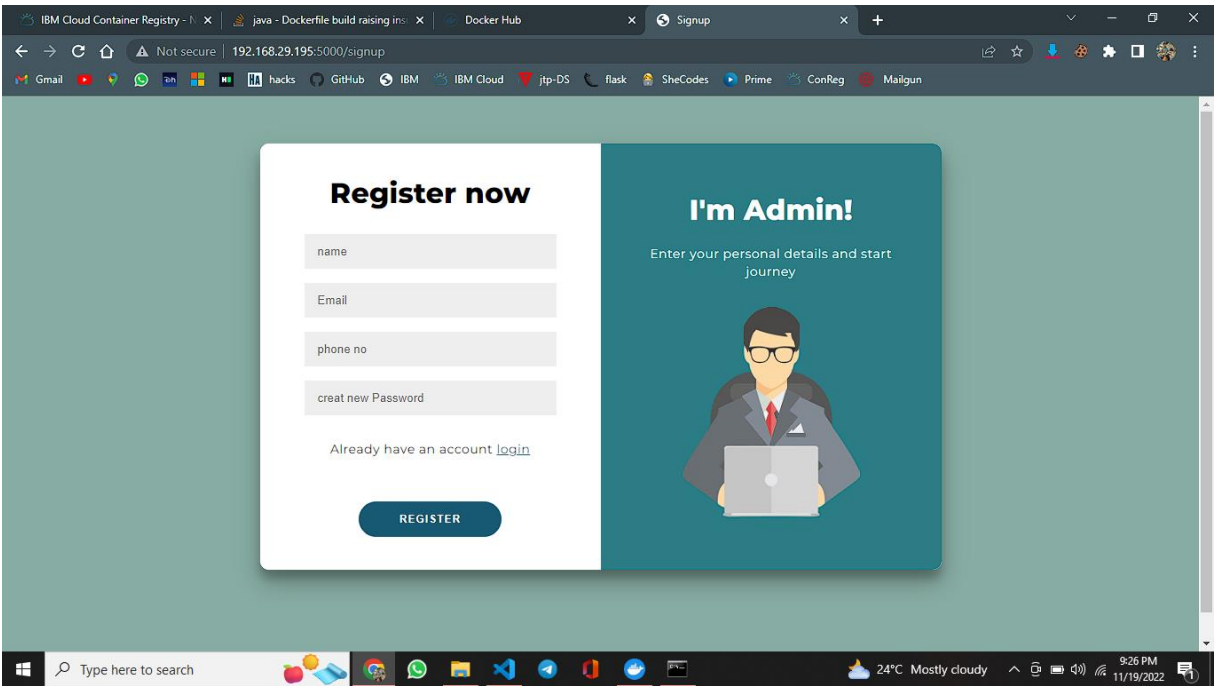 IBM Cloud Container Registry - N
java - Dockerfile build raising ins
Docker Hub
Signup
Not secure
192.168.29.195:5000/signup
Gmail
hacks
GitHub
IBM
IBM Cloud
jtp-DS
flask
SheCodes
Prime
ConReg
Mailgun
Register now
name
Email
phone no
creat new Password
Already have an account login
REGISTER
I'm Admin!
Enter your personal details and start
journey
Type here to search
24°C Mostly cloudy
9:26 PM
11/19/2022
1